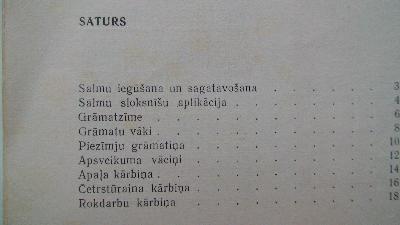 SATURS
Salmu iegūšana un sagatavošana . . . . . . 3
Salmu sloksnīšu aplikācija . . . . . . . 4
Grāmatzīme . . . . . . . . . . 6
Grāmatu vāki . . . . . . . . . . 8
Piezīmju grāmatiņa . . . . . . . . . 10
Apsveikuma vāciņi . . . . . . . . . 12
Apaļa kārbiņa . . . . . . . . . . 14
Četrstūraina kārbiņa . . . . . . . . 16
Rokdarbu kārbiņa . . . . . . . . . 18